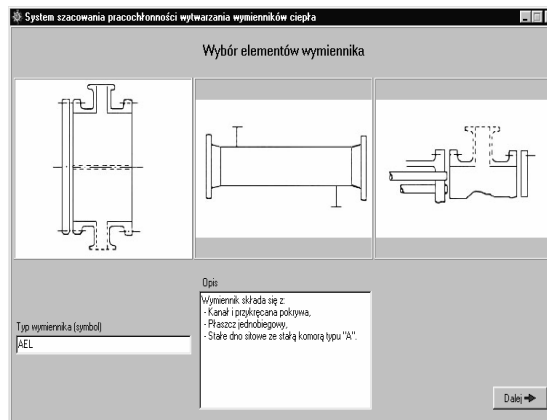 System szacowania pracochłonności wytwarzania wymienników ciepła
Wybór elementów wymiennika
Opis
Wymiennik składa się z:
- Kanał i przykręcana pokrywa,
- Płaszcz jednobiegowy,
- Stałe dno sitowe ze stałą komorą typu "A".
Typ wymiennika (symbol)
AEL
Dalej